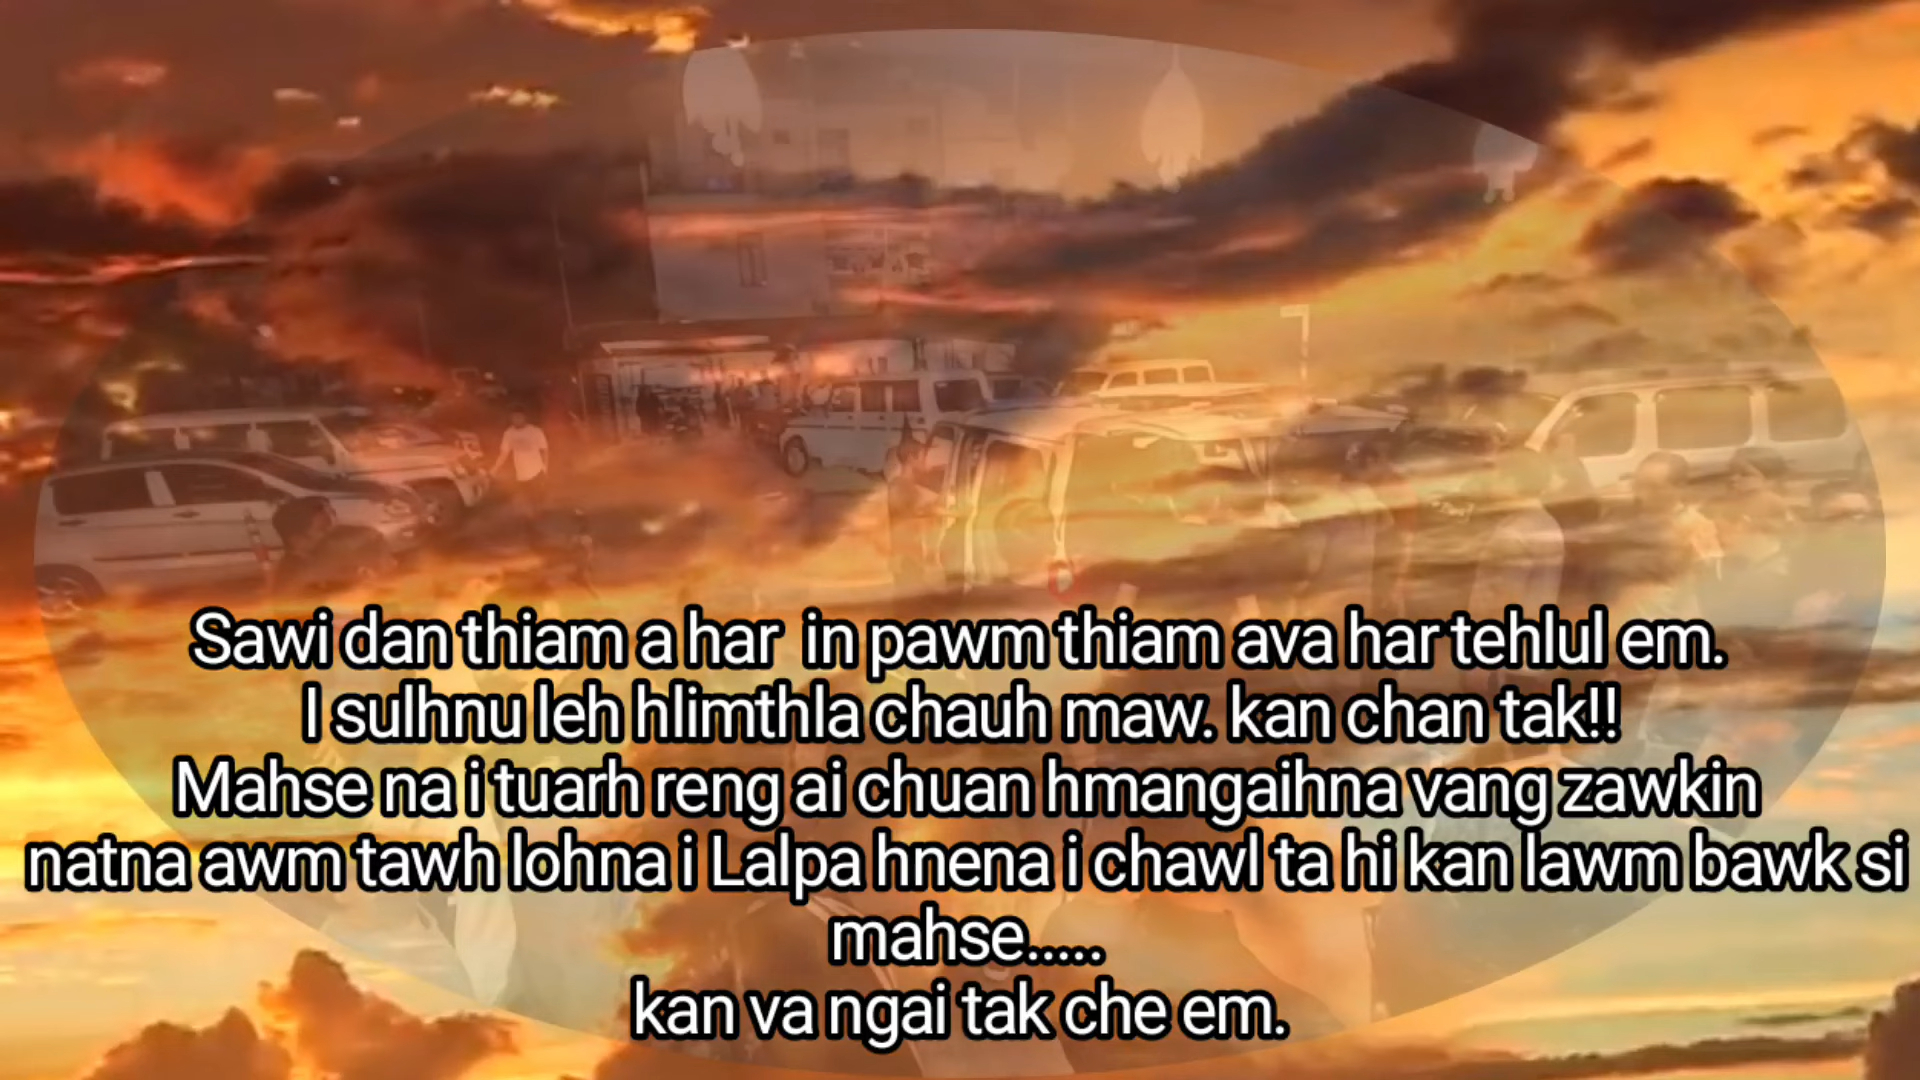 Sawi dan thiam a har in pawm thiam ava har tehlul em.
I sulhnu leh hlimthla chauh maw. kan chan tak!!
Mahse na i tuarh reng ai chuan hmangaihna vang zawkin
natna awm tawh lohna i Lalpa hnena i chawl ta hi kan lawm bawk si
mahse.....
kan va ngai tak che em.